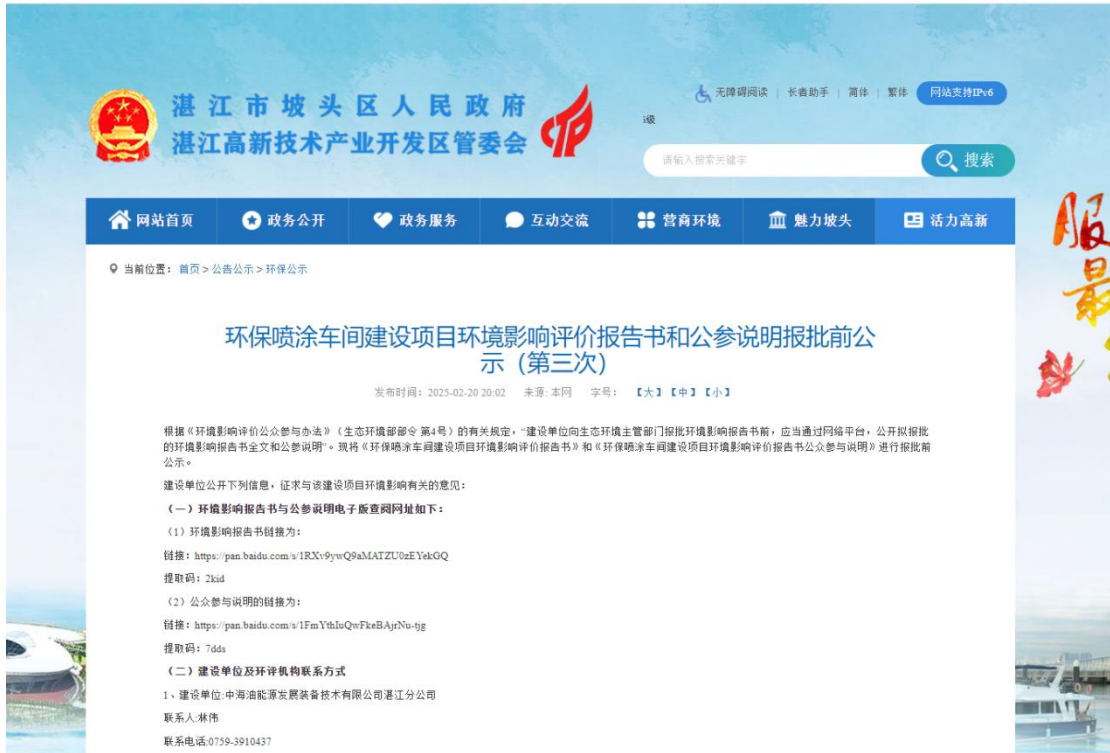 无障碍阅读 | 长者助手 | 简体 | 繁体 网站支持IPv6
湛江市坡头区人民政府
湛江高新技术产业开发区管委会
级
请输入搜索关键字 搜索
网站首页 政务公开 政务服务 互动交流 营商环境 魅力坡头 活力高新
服
最
当前位置：首页 > 公告公示 > 环保公示
环保喷涂车间建设项目环境影响评价报告书和公参说明报批前公
示（第三次）
发布时间：2025-02-20 20:02 来源: 本网 字号： 【大】【中】【小】
根据《环境影响评价公众参与办法》（生态环境部部令 第4号）的有关规定，“建设单位向生态环境主管部门报批环境影响报告书前，应当通过网络平台，公开拟报批
的环境影响报告书全文和公参说明”。现将《环保喷涂车间建设项目环境影响评价报告书》和《环保喷涂车间建设项目环境影响评价报告书公众参与说明》进行报批前
公示。
建设单位公开下列信息，征求与该建设项目环境影响有关的意见：
（一）环境影响报告书与公参说明电子版查阅网址如下：
（1）环境影响报告书链接为：
链接：https://pan.baidu.com/s/1RXv9ywQ9aMATZU0zEYekGQ
提取码：2kid
（2）公众参与说明的链接为：
链接：https://pan.baidu.com/s/1FmYthIuQwFkeBAjrNu-tjg
提取码：7dds
（二）建设单位及环评机构联系方式
1、建设单位:中海油能源发展装备技术有限公司湛江分公司
联系人:林伟
联系电话:0759-3910437